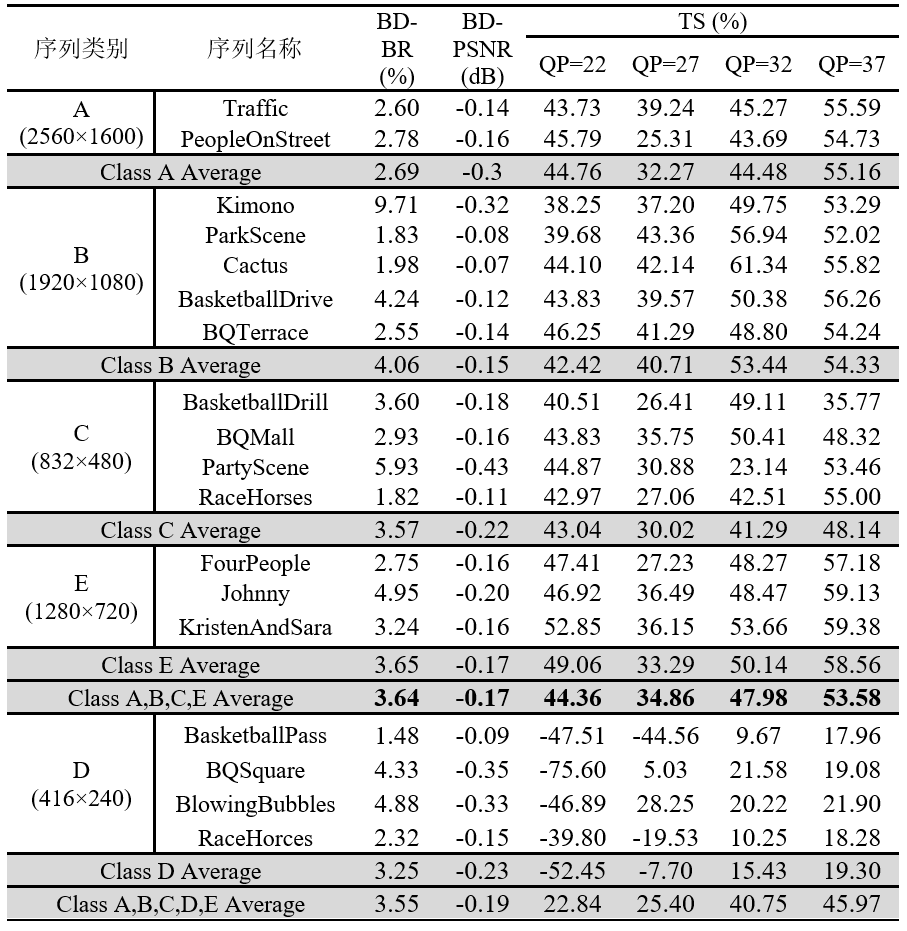 序列类别 序列名称 BD-BR (%) BD-PSNR (dB) TS (%)
QP=22 QP=27 QP=32 QP=37
A (2560×1600) Traffic 2.60 -0.14 43.73 39.24 45.27 55.59
PeopleOnStreet 2.78 -0.16 45.79 25.31 43.69 54.73
Class A Average 2.69 -0.3 44.76 32.27 44.48 55.16
B (1920×1080) Kimono 9.71 -0.32 38.25 37.20 49.75 53.29
ParkScene 1.83 -0.08 39.68 43.36 56.94 52.02
Cactus 1.98 -0.07 44.10 42.14 61.34 55.82
BasketballDrive 4.24 -0.12 43.83 39.57 50.38 56.26
BQTerrace 2.55 -0.14 46.25 41.29 48.80 54.24
Class B Average 4.06 -0.15 42.42 40.71 53.44 54.33
C (832×480) BasketballDrill 3.60 -0.18 40.51 26.41 49.11 35.77
BQMall 2.93 -0.16 43.83 35.75 50.41 48.32
PartyScene 5.93 -0.43 44.87 30.88 23.14 53.46
RaceHorses 1.82 -0.11 42.97 27.06 42.51 55.00
Class C Average 3.57 -0.22 43.04 30.02 41.29 48.14
E (1280×720) FourPeople 2.75 -0.16 47.41 27.23 48.27 57.18
Johnny 4.95 -0.20 46.92 36.49 48.47 59.13
KristenAndSara 3.24 -0.16 52.85 36.15 53.66 59.38
Class E Average 3.65 -0.17 49.06 33.29 50.14 58.56
Class A,B,C,E Average 3.64 -0.17 44.36 34.86 47.98 53.58
D (416×240) BasketballPass 1.48 -0.09 -47.51 -44.56 9.67 17.96
BQSquare 4.33 -0.35 -75.60 5.03 21.58 19.08
BlowingBubbles 4.88 -0.33 -46.89 28.25 20.22 21.90
RaceHorces 2.32 -0.15 -39.80 -19.53 10.25 18.28
Class D Average 3.25 -0.23 -52.45 -7.70 15.43 19.30
Class A,B,C,D,E Average 3.55 -0.19 22.84 25.40 40.75 45.97